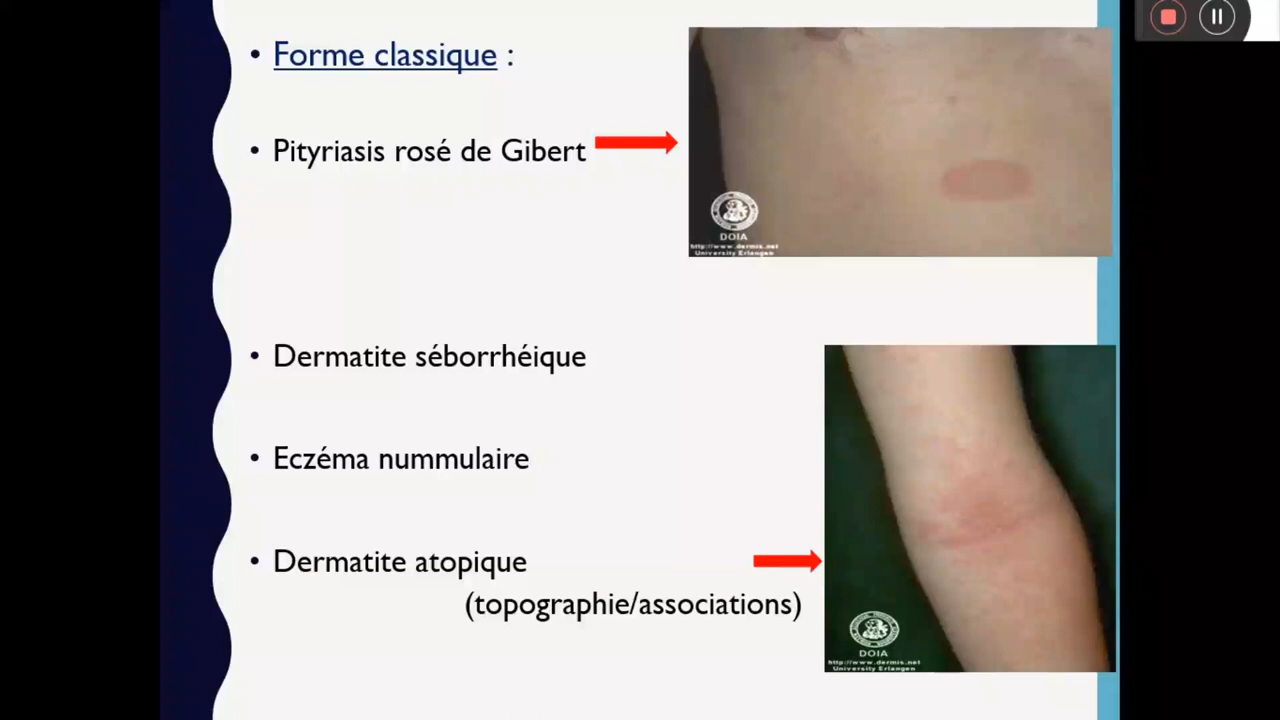 • Forme classique :
• Pityriasis rosé de Gibert
DOIA
http://www.dermis.net
University Erlangen
• Dermatite séborrhéique
• Eczéma nummulaire
• Dermatite atopique
(topographie/associations)
DOIA
http://www.dermis.net
University Erlangen